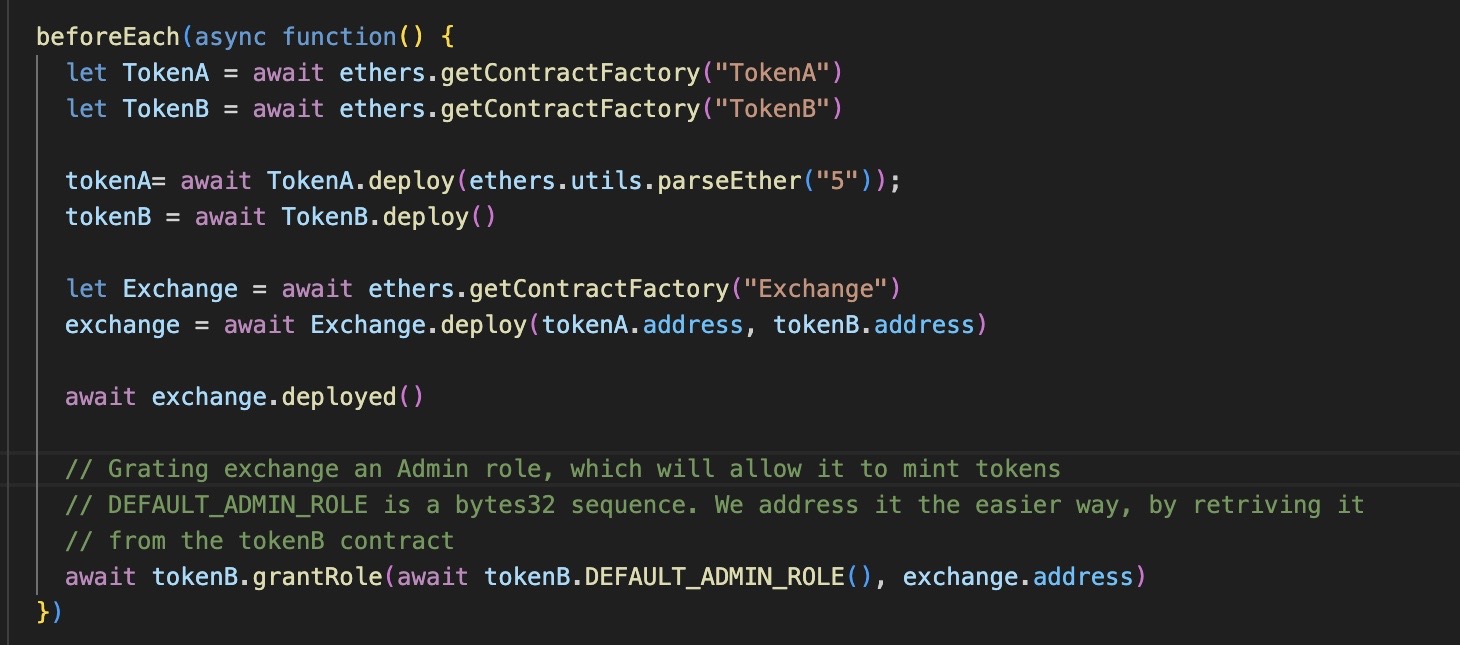 beforeEach(async function() {
let TokenA = await ethers.getContractFactory("TokenA")
let TokenB = await ethers.getContractFactory("TokenB")
tokenA= await TokenA.deploy(ethers.utils.parseEther("5"));
tokenB = await TokenB.deploy()
let Exchange = await ethers.getContractFactory("Exchange")
exchange = await Exchange.deploy(tokenA.address, tokenB.address)
await exchange.deployed()
// Grating exchange an Admin role, which will allow it to mint tokens
// DEFAULT_ADMIN_ROLE is a bytes32 sequence. We address it the easier way, by retriving it
// from the tokenB contract
await tokenB.grantRole(await tokenB.DEFAULT_ADMIN_ROLE(), exchange.address)
})